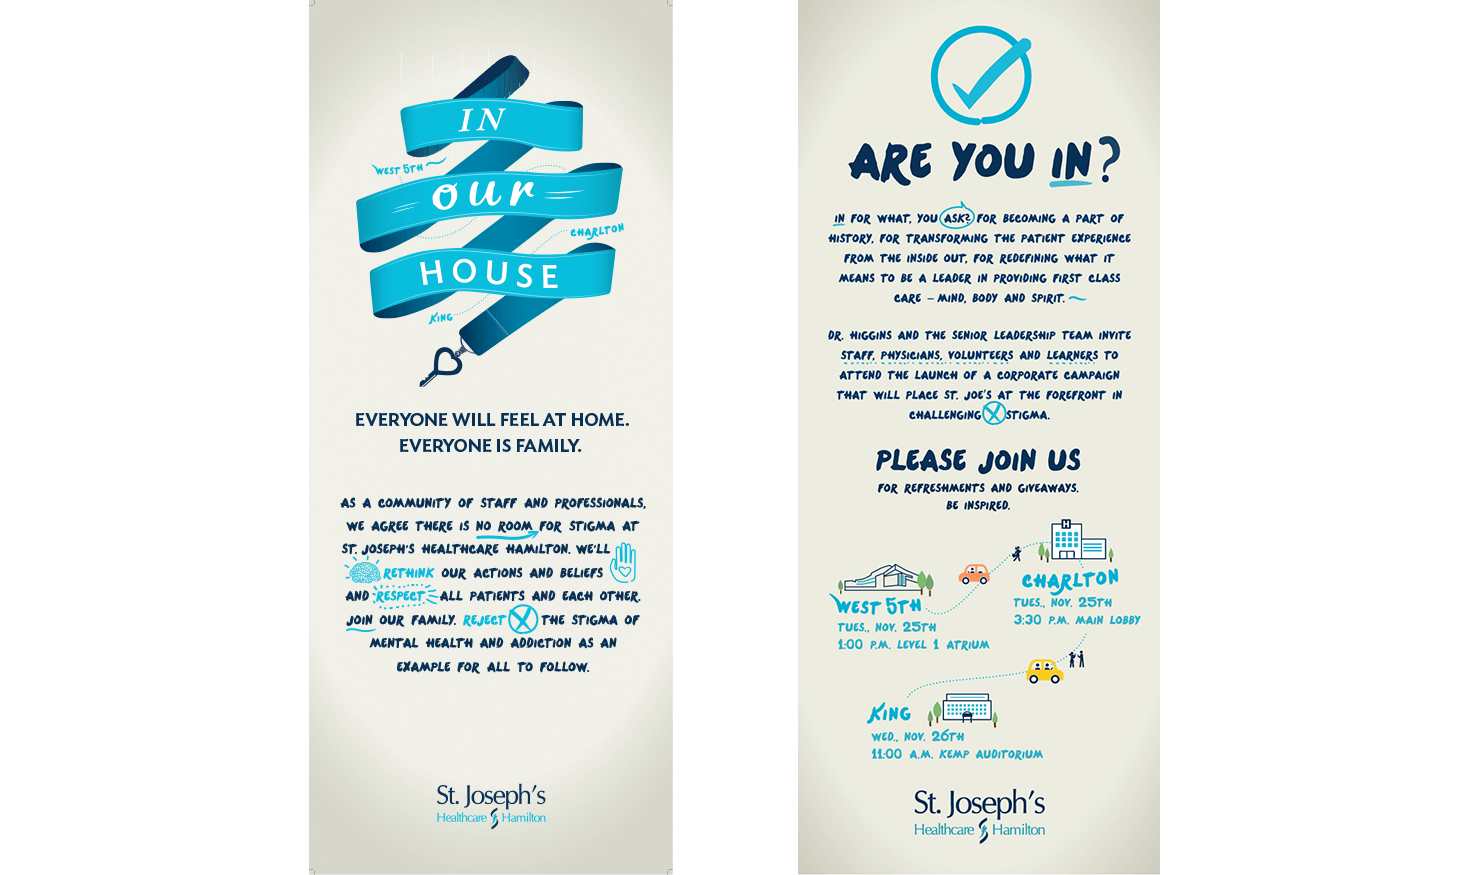 IN
WEST 5TH
our
CHARLTON
HOUSE
KING
EVERYONE WILL FEEL AT HOME.
EVERYONE IS FAMILY.
AS A COMMUNITY OF STAFF AND PROFESSIONALS,
WE AGREE THERE IS NO ROOM FOR STIGMA AT
ST. JOSEPH'S HEALTHCARE HAMILTON. WE'LL
RETHINK OUR ACTIONS AND BELIEFS
AND RESPECT ALL PATIENTS AND EACH OTHER.
JOIN OUR FAMILY. REJECT THE STIGMA OF
MENTAL HEALTH AND ADDICTION AS AN
EXAMPLE FOR ALL TO FOLLOW.
St. Joseph's
Healthcare Hamilton
ARE YOU IN?
IN FOR WHAT, YOU ASK? FOR BECOMING A PART OF
HISTORY, FOR TRANSFORMING THE PATIENT EXPERIENCE
FROM THE INSIDE OUT, FOR REDEFINING WHAT IT
MEANS TO BE A LEADER IN PROVIDING FIRST CLASS
CARE – MIND, BODY AND SPIRIT.
DR. HIGGINS AND THE SENIOR LEADERSHIP TEAM INVITE
STAFF, PHYSICIANS, VOLUNTEERS AND LEARNERS TO
ATTEND THE LAUNCH OF A CORPORATE CAMPAIGN
THAT WILL PLACE ST. JOE'S AT THE FOREFRONT IN
CHALLENGING STIGMA.
PLEASE JOIN US
FOR REFRESHMENTS AND GIVEAWAYS.
BE INSPIRED.
H
CHARLTON
TUES., NOV. 25TH
3:30 P.M. MAIN LOBBY
WEST 5TH
TUES., NOV. 25TH
1:00 P.M. LEVEL 1 ATRIUM
KING
WED., NOV. 26TH
11:00 A.M. KEMP AUDITORIUM
St. Joseph's
Healthcare Hamilton